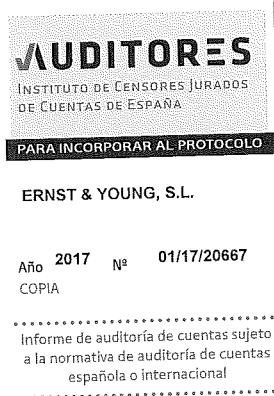 AUDITORES
INSTITUTO DE CENSORES JURADOS
DE CUENTAS DE ESPAÑA
PARA INCORPORAR AL PROTOCOLO
ERNST & YOUNG, S.L.
Año 2017 Nº 01/17/20667
COPIA
Informe de auditoría de cuentas sujeto
a la normativa de auditoría de cuentas
española o internacional